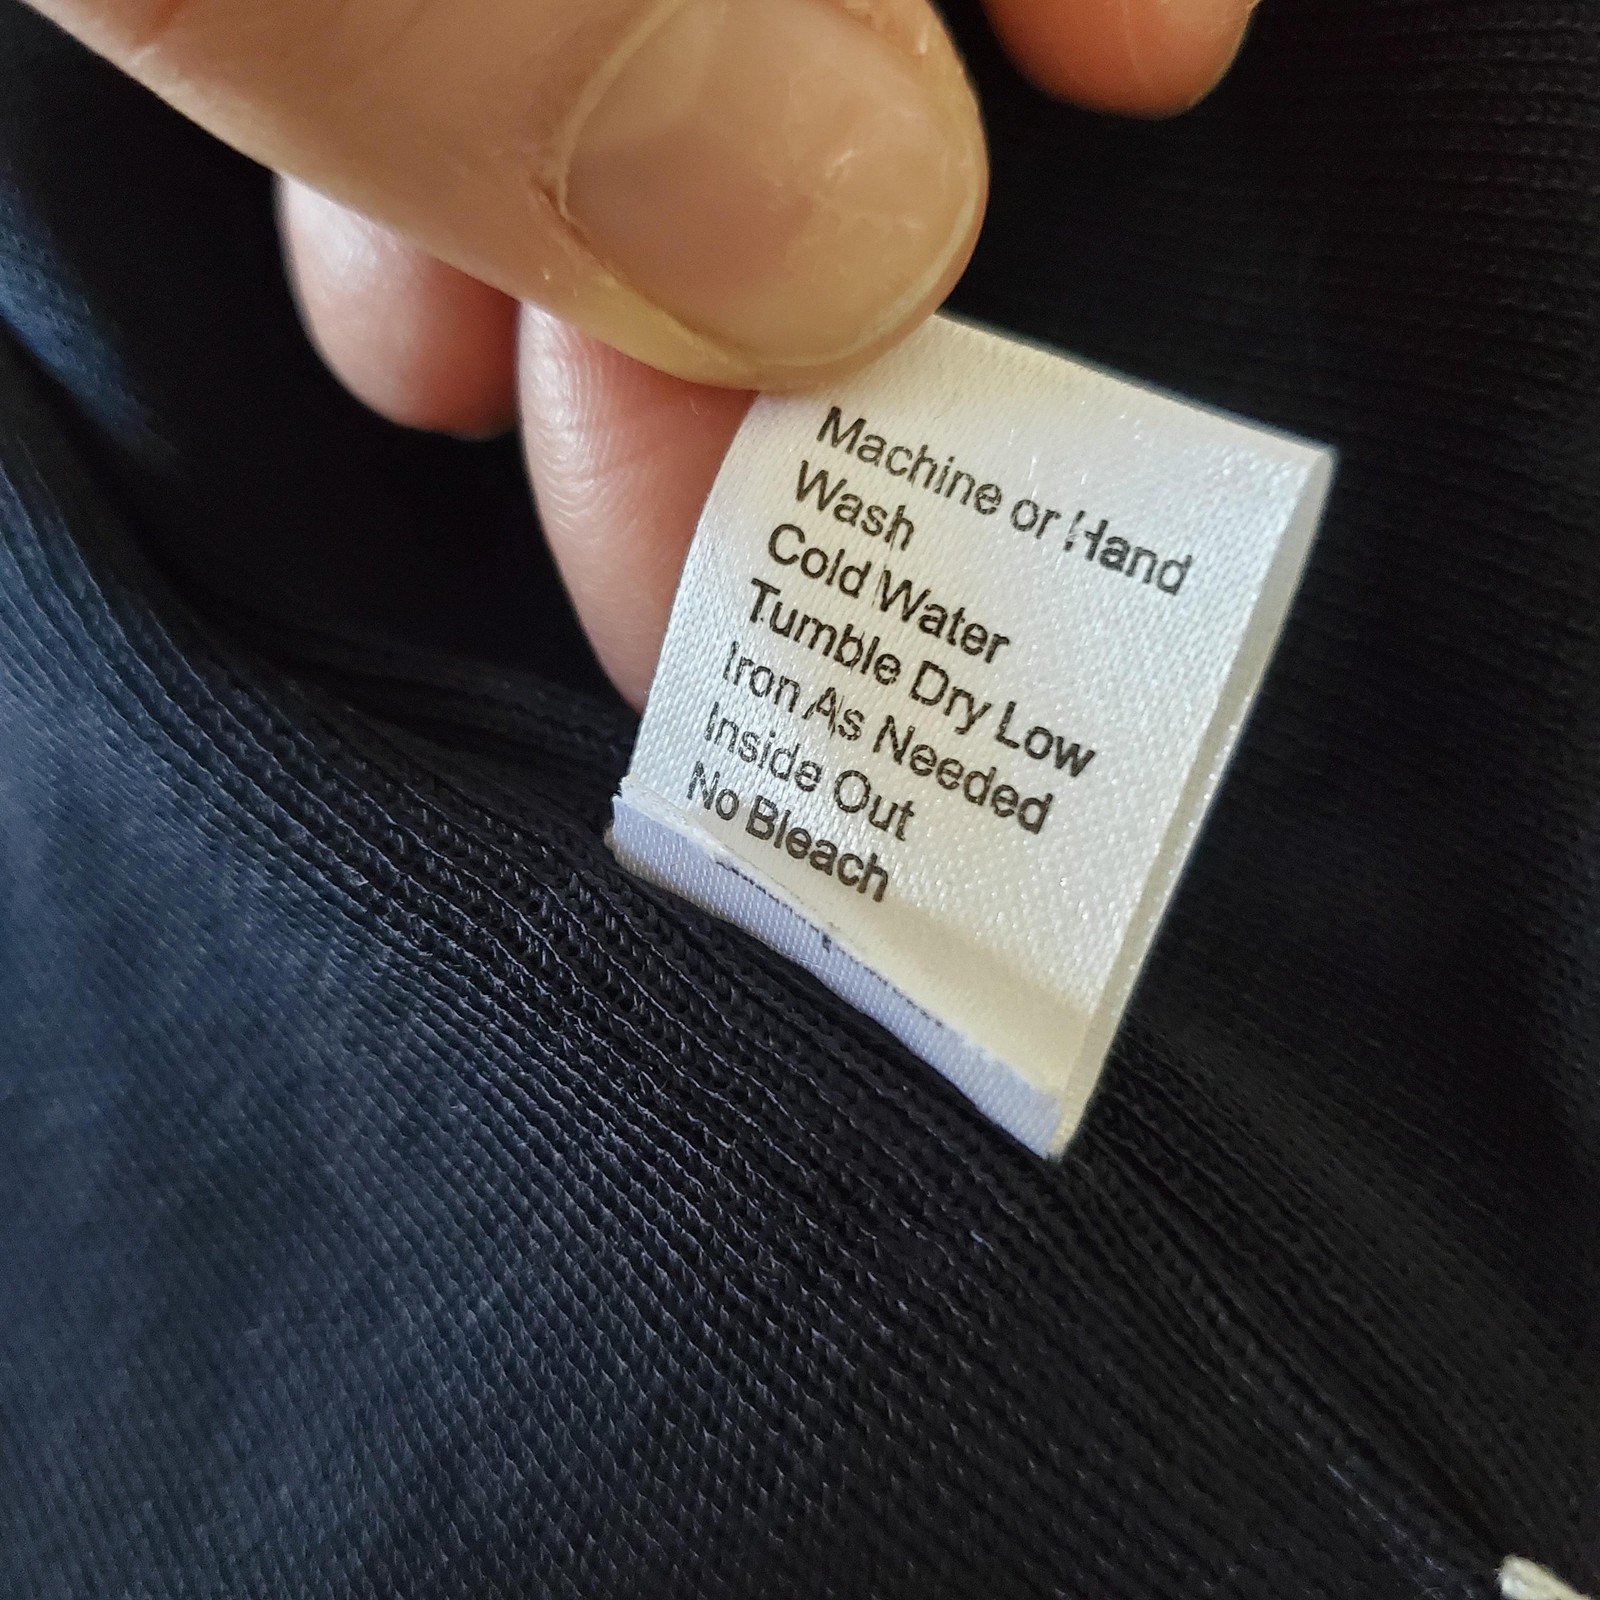 Machine or Hand
Wash
Cold Water
Tumble Dry Low
Iron As Needed
Inside Out
No Bleach